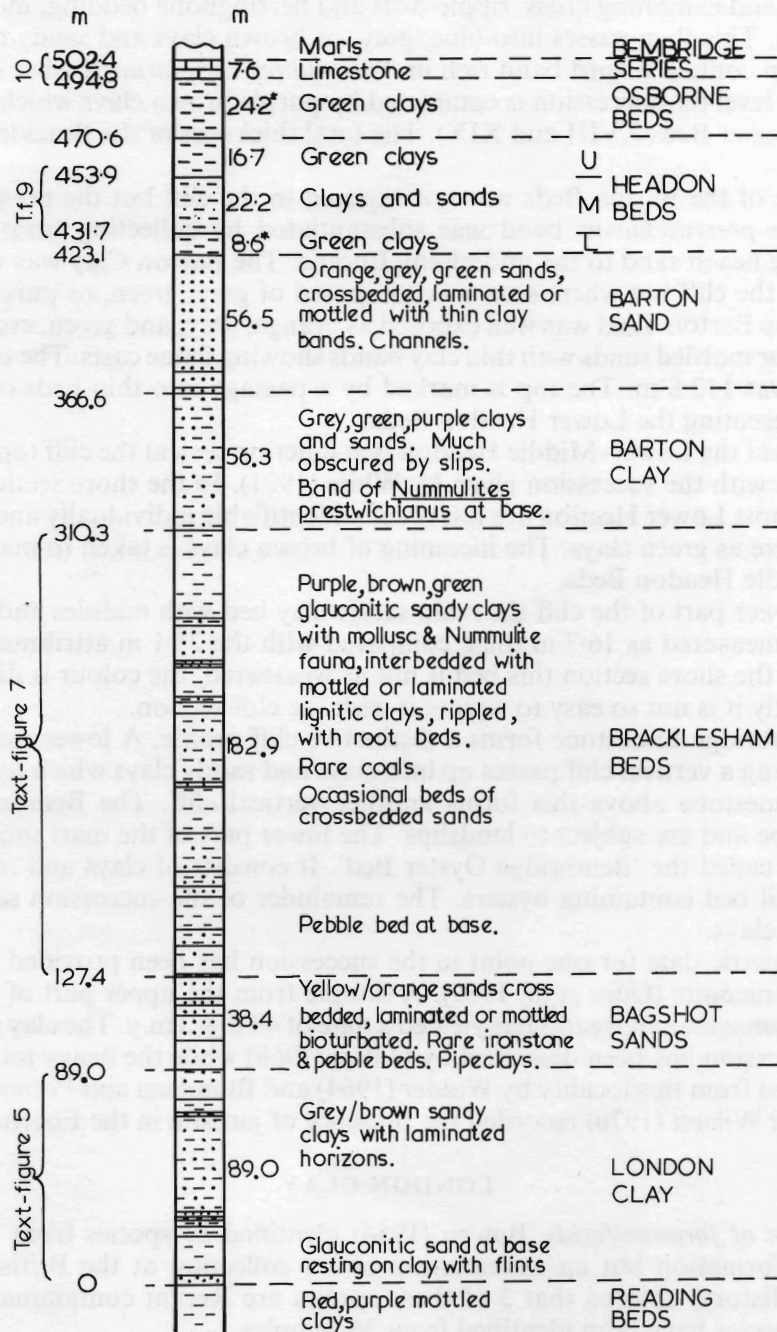 m
m
502.4
494.8
470.6
453.9
431.7
423.1
366.6
310.3
127.4
89.0
0
10
T.f.9
Text-figure 7
Text-figure 5
7.6
24.2*
16.7
22.2
8.6*
56.5
56.3
182.9
38.4
89.0
Marls
Limestone
Green clays
Green clays
Clays and sands
Green clays
Orange,grey,green sands,
crossbedded,laminated or
mottled with thin clay
bands. Channels.
Grey,green,purple clays
and sands. Much
obscured by slips.
Band of Nummulites
prestwichianus at base.
Purple,brown,green
glauconitic sandy clays
with mollusc & Nummulite
fauna,interbedded with
mottled or laminated
lignitic clays, rippled,
with root beds.
Rare coals.
Occasional beds of
crossbedded sands
Pebble bed at base.
Yellow/orange sands cross
bedded,laminated or mottled
bioturbated. Rare ironstone
& pebble beds. Pipeclays.
Grey/brown sandy
clays with laminated
horizons.
Glauconitic sand at base
resting on clay with flints
Red,purple mottled
clays
BEMBRIDGE
SERIES
OSBORNE
BEDS
U
M
L
HEADON
BEDS
BARTON
SAND
BARTON
CLAY
BRACKLESHAM
BEDS
BAGSHOT
SANDS
LONDON
CLAY
READING
BEDS